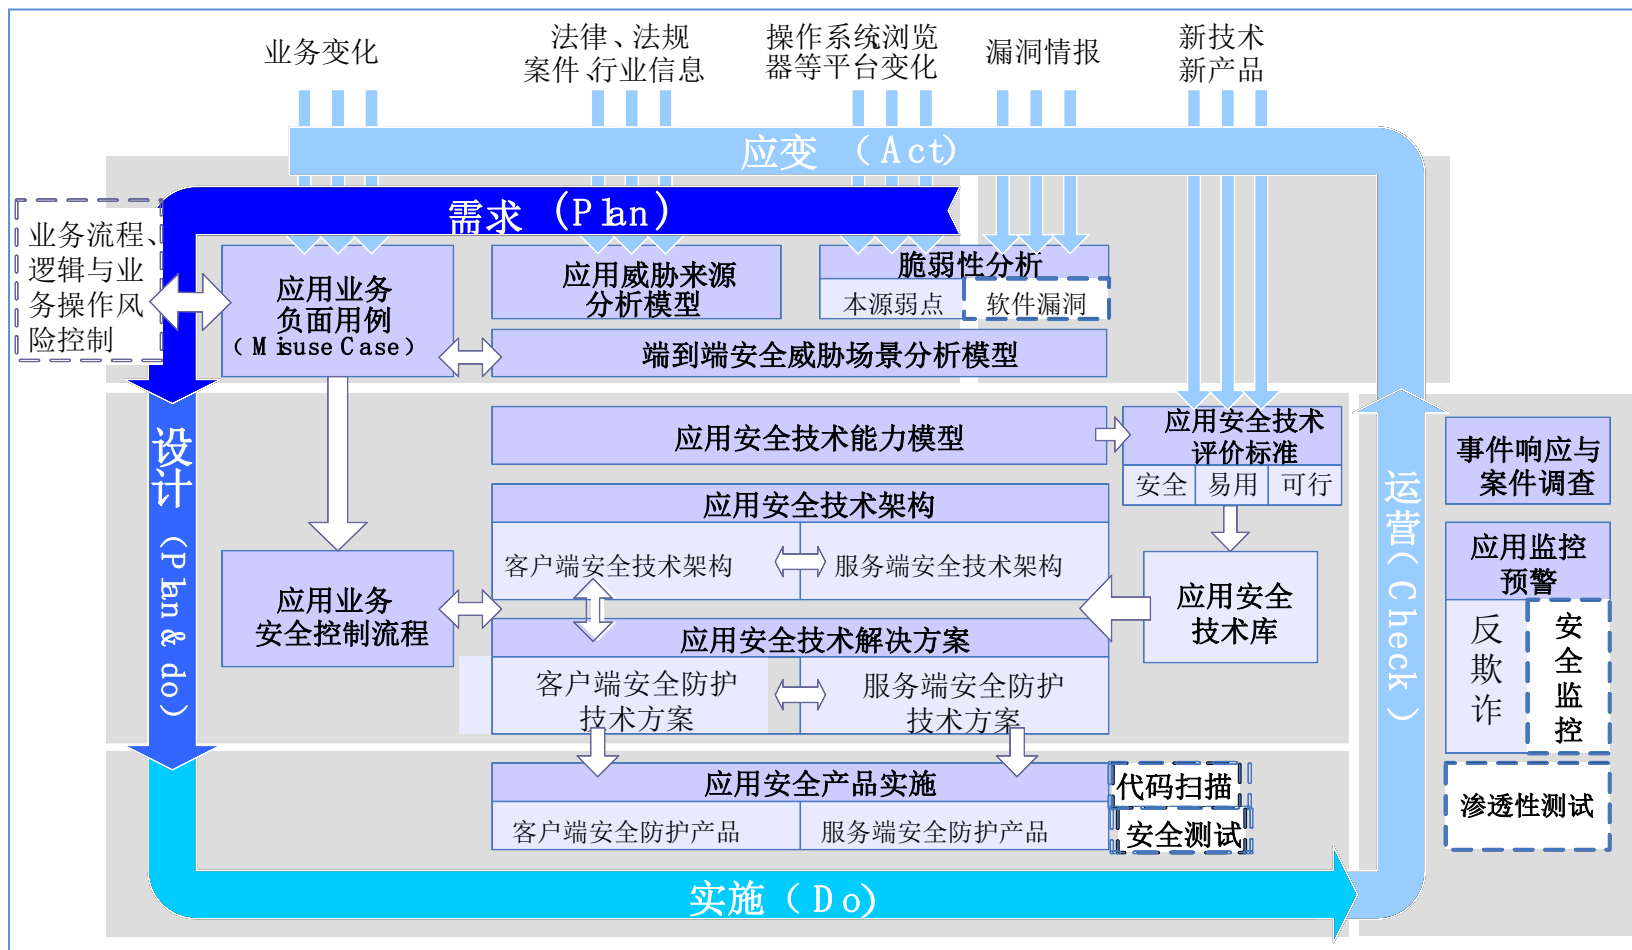 业务变化
法律、法规
案件、行业信息
操作系统浏览
器等平台变化
漏洞情报
新技术
新产品
应变 （Act）
需求 （Plan）
业务流程、
逻辑与业
务操作风
险控制
应用业务
负面用例
（Misuse Case）
应用威胁来源
分析模型
脆弱性分析
本源弱点
软件漏洞
端到端安全威胁场景分析模型
设计（Plan & do）
应用安全技术能力模型
应用安全技术
评价标准
安全
易用
可行
应用安全技术架构
客户端安全技术架构
服务端安全技术架构
应用业务
安全控制流程
应用安全
技术库
应用安全技术解决方案
客户端安全防护
技术方案
服务端安全防护
技术方案
运营（Check）
事件响应与
案件调查
应用监控
预警
反欺诈
安全监控
渗透性测试
应用安全产品实施
客户端安全防护产品
服务端安全防护产品
代码扫描
安全测试
实施（Do）